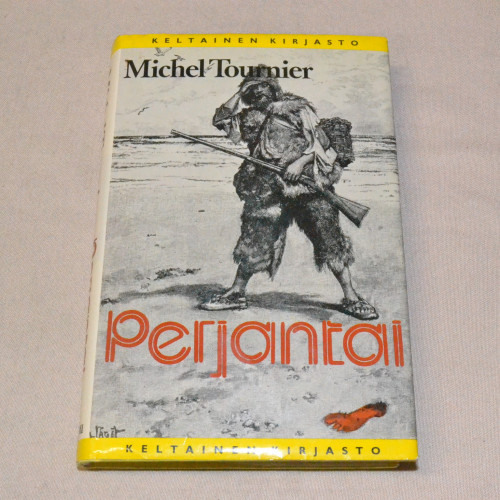 KELTAINEN KIRJASTO
Michel Tournier
Perjantai
KELTAINEN KIRJASTO